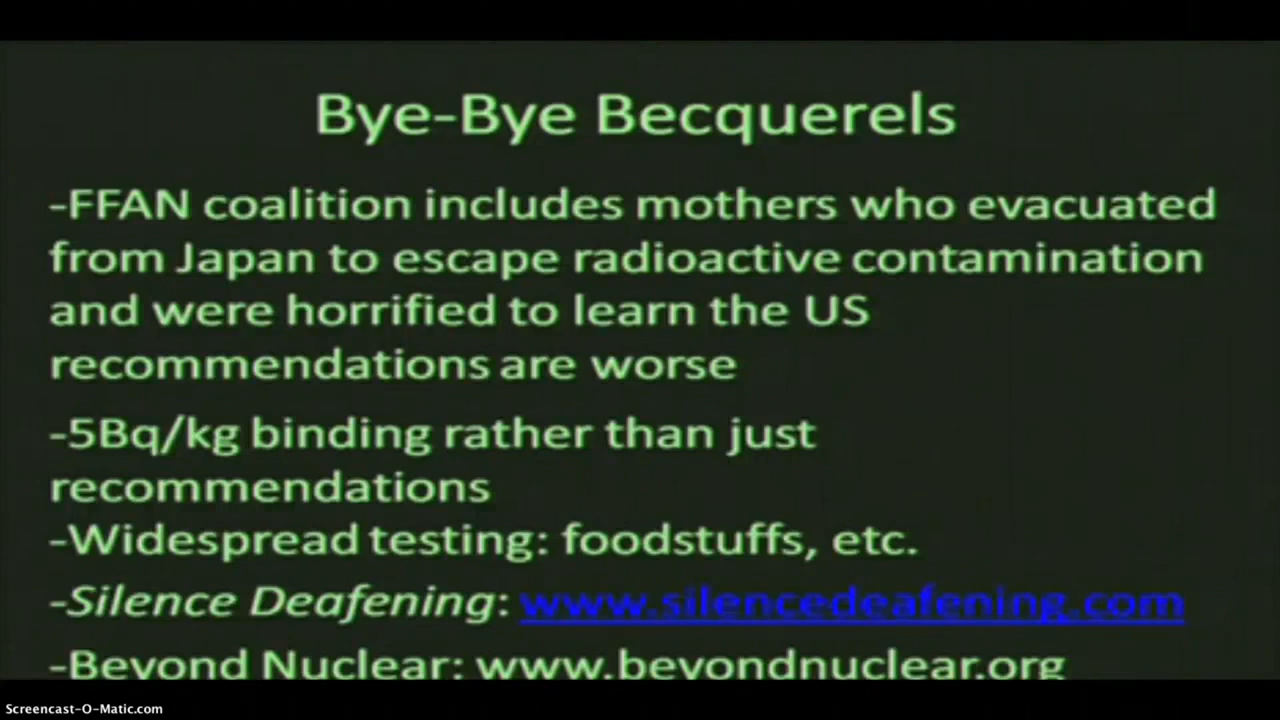 Bye-Bye Becquerels
-FFAN coalition includes mothers who evacuated
from Japan to escape radioactive contamination
and were horrified to learn the US
recommendations are worse
-5Bq/kg binding rather than just
recommendations
-Widespread testing: foodstuffs, etc.
-Silence Deafening: www.silencedeafening.com
-Beyond Nuclear: www.beyondnuclear.org
Screencast-O-Matic.com